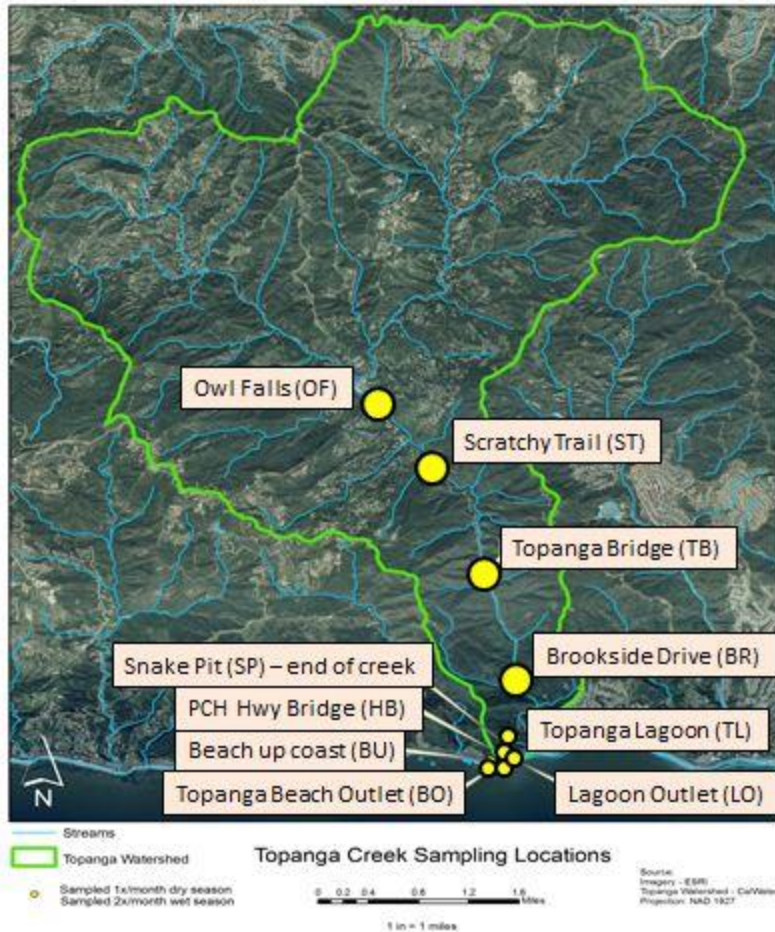 Owl Falls (OF)
Scratchy Trail (ST)
Topanga Bridge (TB)
Snake Pit (SP) – end of creek
Brookside Drive (BR)
PCH Hwy Bridge (HB)
Topanga Lagoon (TL)
Beach up coast (BU)
Topanga Beach Outlet (BO)
Lagoon Outlet (LO)
N
Streams
Topanga Watershed
Topanga Creek Sampling Locations
Sampled 1x/month dry season
Sampled 2x/month wet season
0 0.2 0.4 0.8 1.2 1.6
Miles
1 in = 1 miles
Source:
Imagery - ESRI
Topanga Watershed - CalWater
Projection: NAD 1927